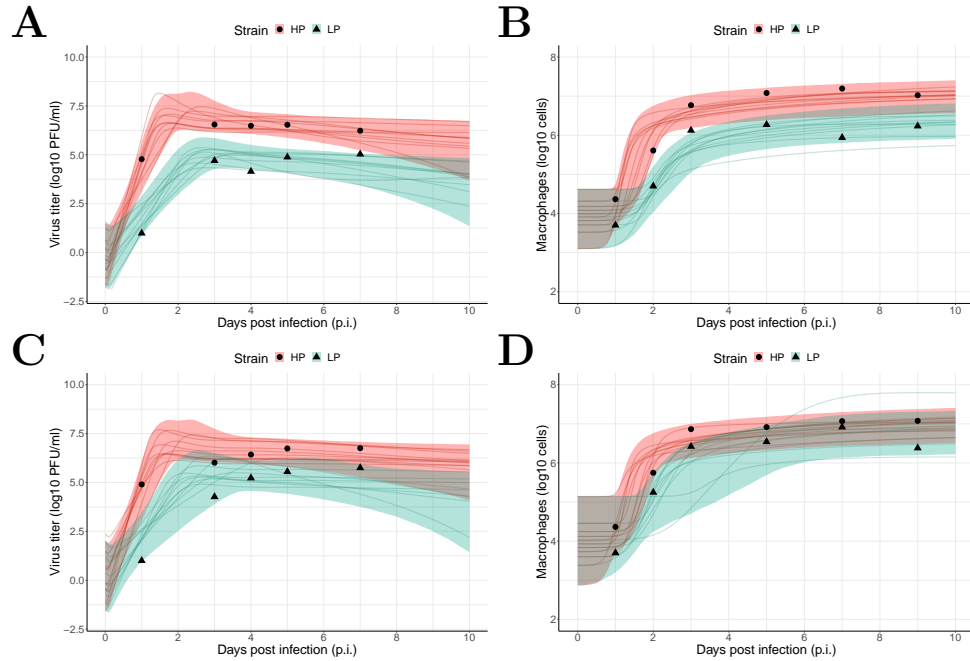 A
Strain HP LP
Virus titer (log10 PFU/ml)
10.0
7.5
5.0
2.5
0.0
−2.5
0 2 4 6 8 10
Days post infection (p.i.)
B
Strain HP LP
Macrophages (log10 cells)
8
6
4
2
0 2 4 6 8 10
Days post infection (p.i.)
C
Strain HP LP
Virus titer (log10 PFU/ml)
10.0
7.5
5.0
2.5
0.0
−2.5
0 2 4 6 8 10
Days post infection (p.i.)
D
Strain HP LP
Macrophages (log10 cells)
8
6
4
2
0 2 4 6 8 10
Days post infection (p.i.)